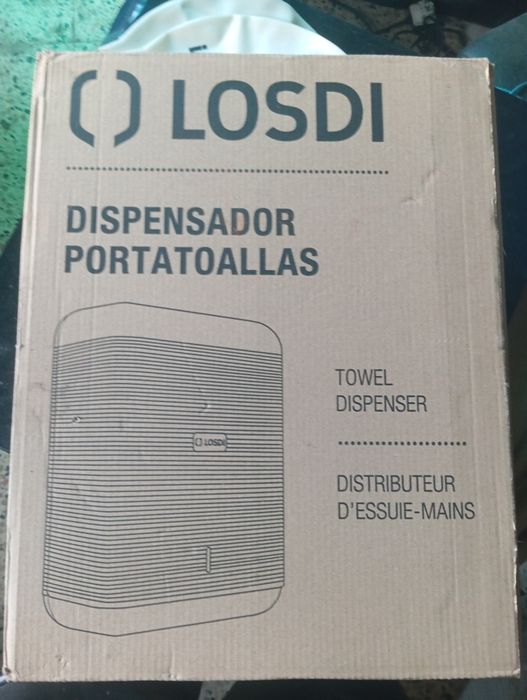 LOSDI
DISPENSADOR
PORTATOALLAS
TOWEL
DISPENSER
LOSDI
DISTRIBUTEUR
D'ESSUIE-MAINS